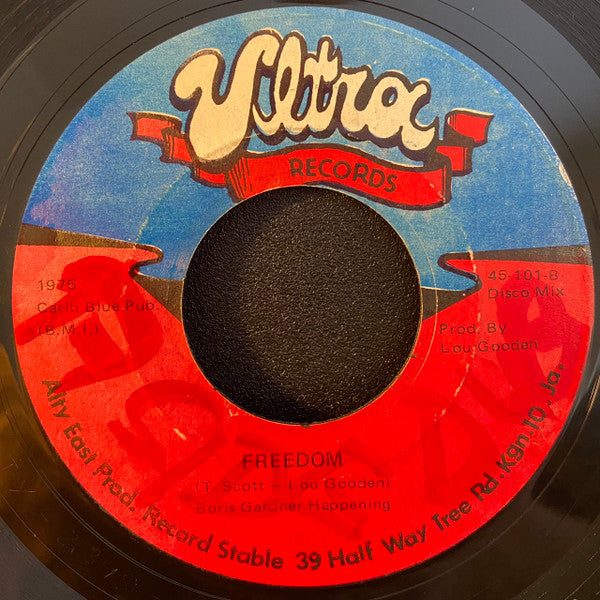 Ultra
RECORDS
1975
Carib Blue Pub.
(B.M.I.)
45-101-B
Disco Mix
Prod. By
Lou Gooden
FREEDOM
(T. Scott - Lou Gooden)
Boris Gardner Happening
Alty East Prod. Record Stable 39 Half Way Tree Rd. Kgn. 10. Ja.